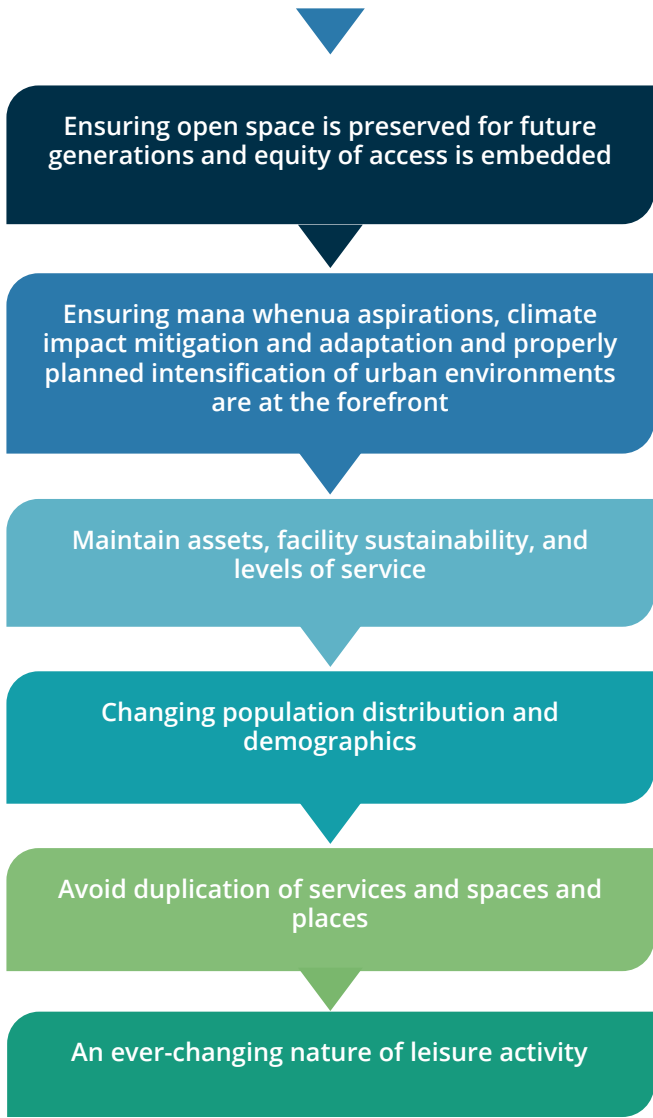 Ensuring open space is preserved for future
generations and equity of access is embedded
Ensuring mana whenua aspirations, climate
impact mitigation and adaptation and properly
planned intensification of urban environments
are at the forefront
Maintain assets, facility sustainability, and
levels of service
Changing population distribution and
demographics
Avoid duplication of services and spaces and
places
An ever-changing nature of leisure activity